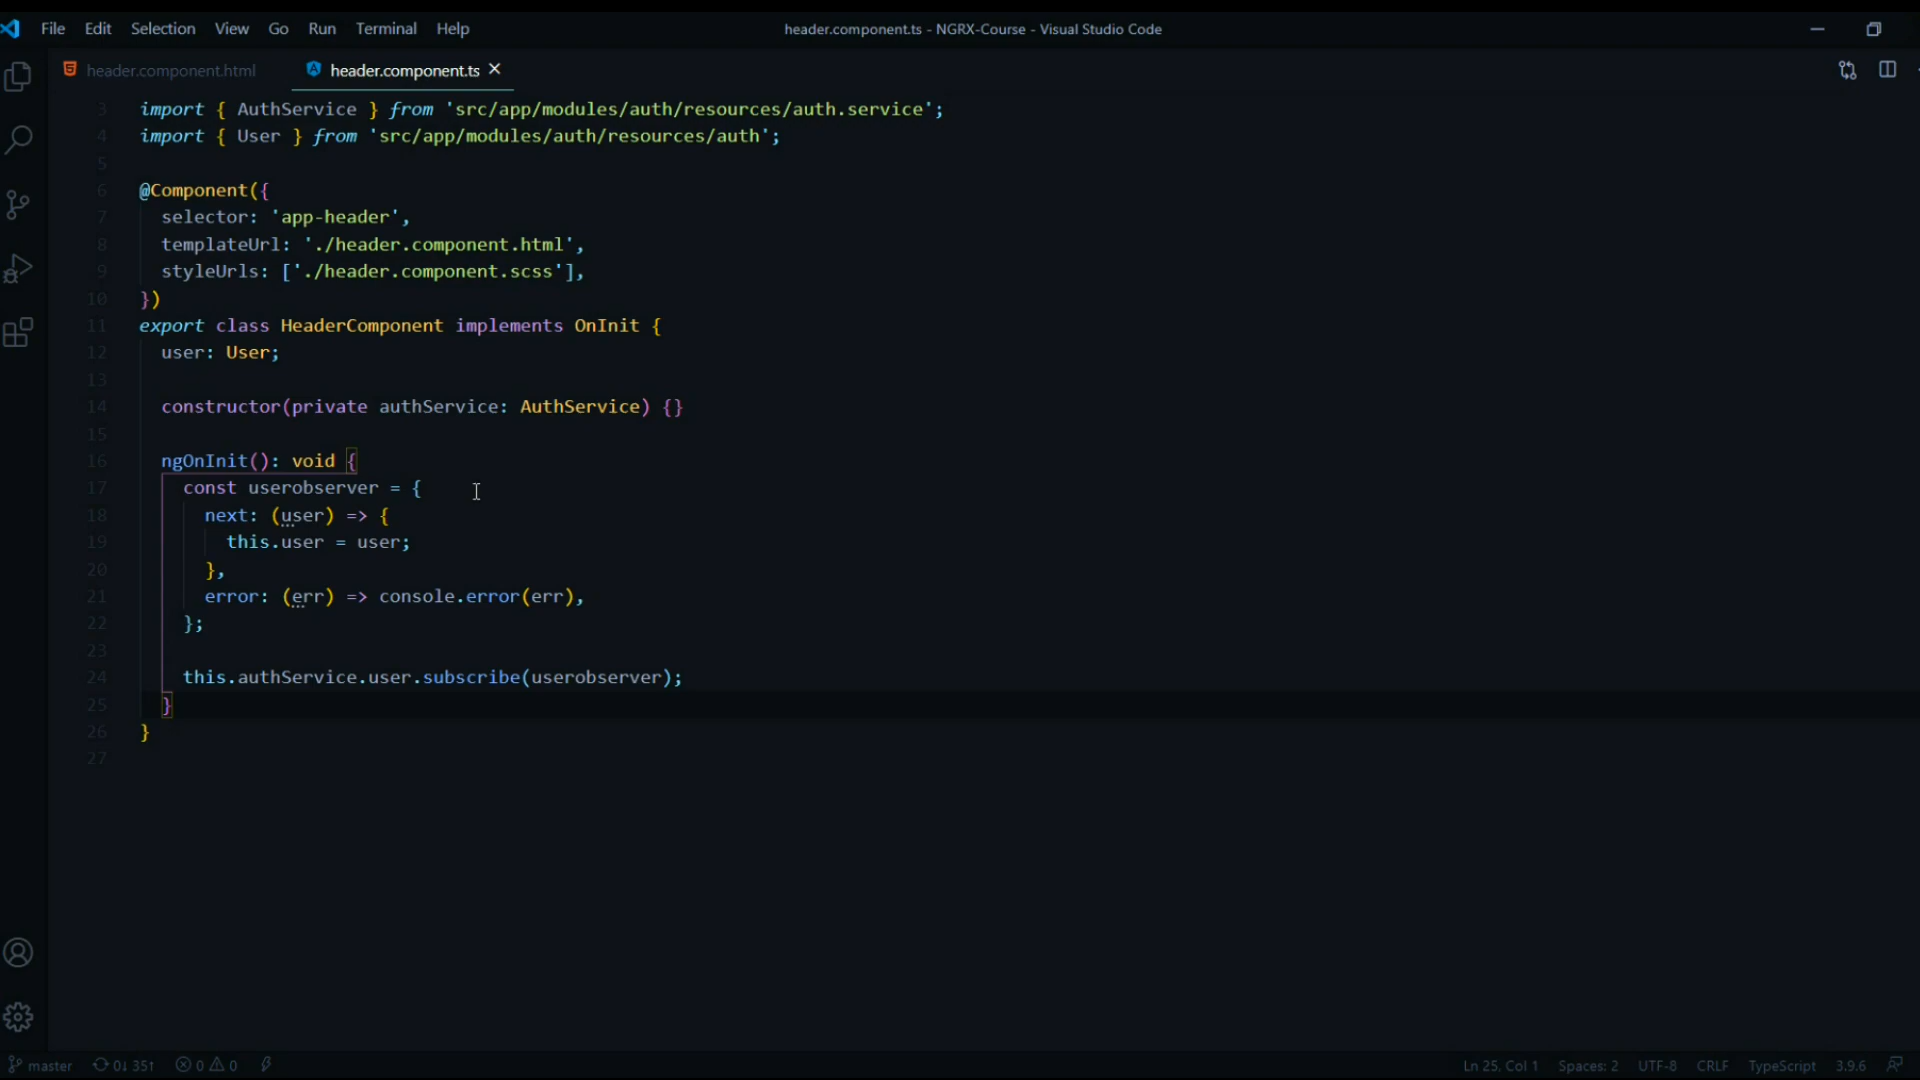 File Edit Selection View Go Run Terminal Help
header.component.ts - NGRX-Course - Visual Studio Code
header.component.html
header.component.ts
3 import { AuthService } from 'src/app/modules/auth/resources/auth.service';
4 import { User } from 'src/app/modules/auth/resources/auth';
5
6 @Component({
7 selector: 'app-header',
8 templateUrl: './header.component.html',
9 styleUrls: ['./header.component.scss'],
10 })
11 export class HeaderComponent implements OnInit {
12 user: User;
13
14 constructor(private authService: AuthService) {}
15
16 ngOnInit(): void {
17 const userobserver = {
18 next: (user) => {
19 this.user = user;
20 },
21 error: (err) => console.error(err),
22 };
23
24 this.authService.user.subscribe(userobserver);
25 }
26 }
27
master 0↓ 35↑ 0 0
Ln 25, Col 1 Spaces: 2 UTF-8 CRLF TypeScript 3.9.6